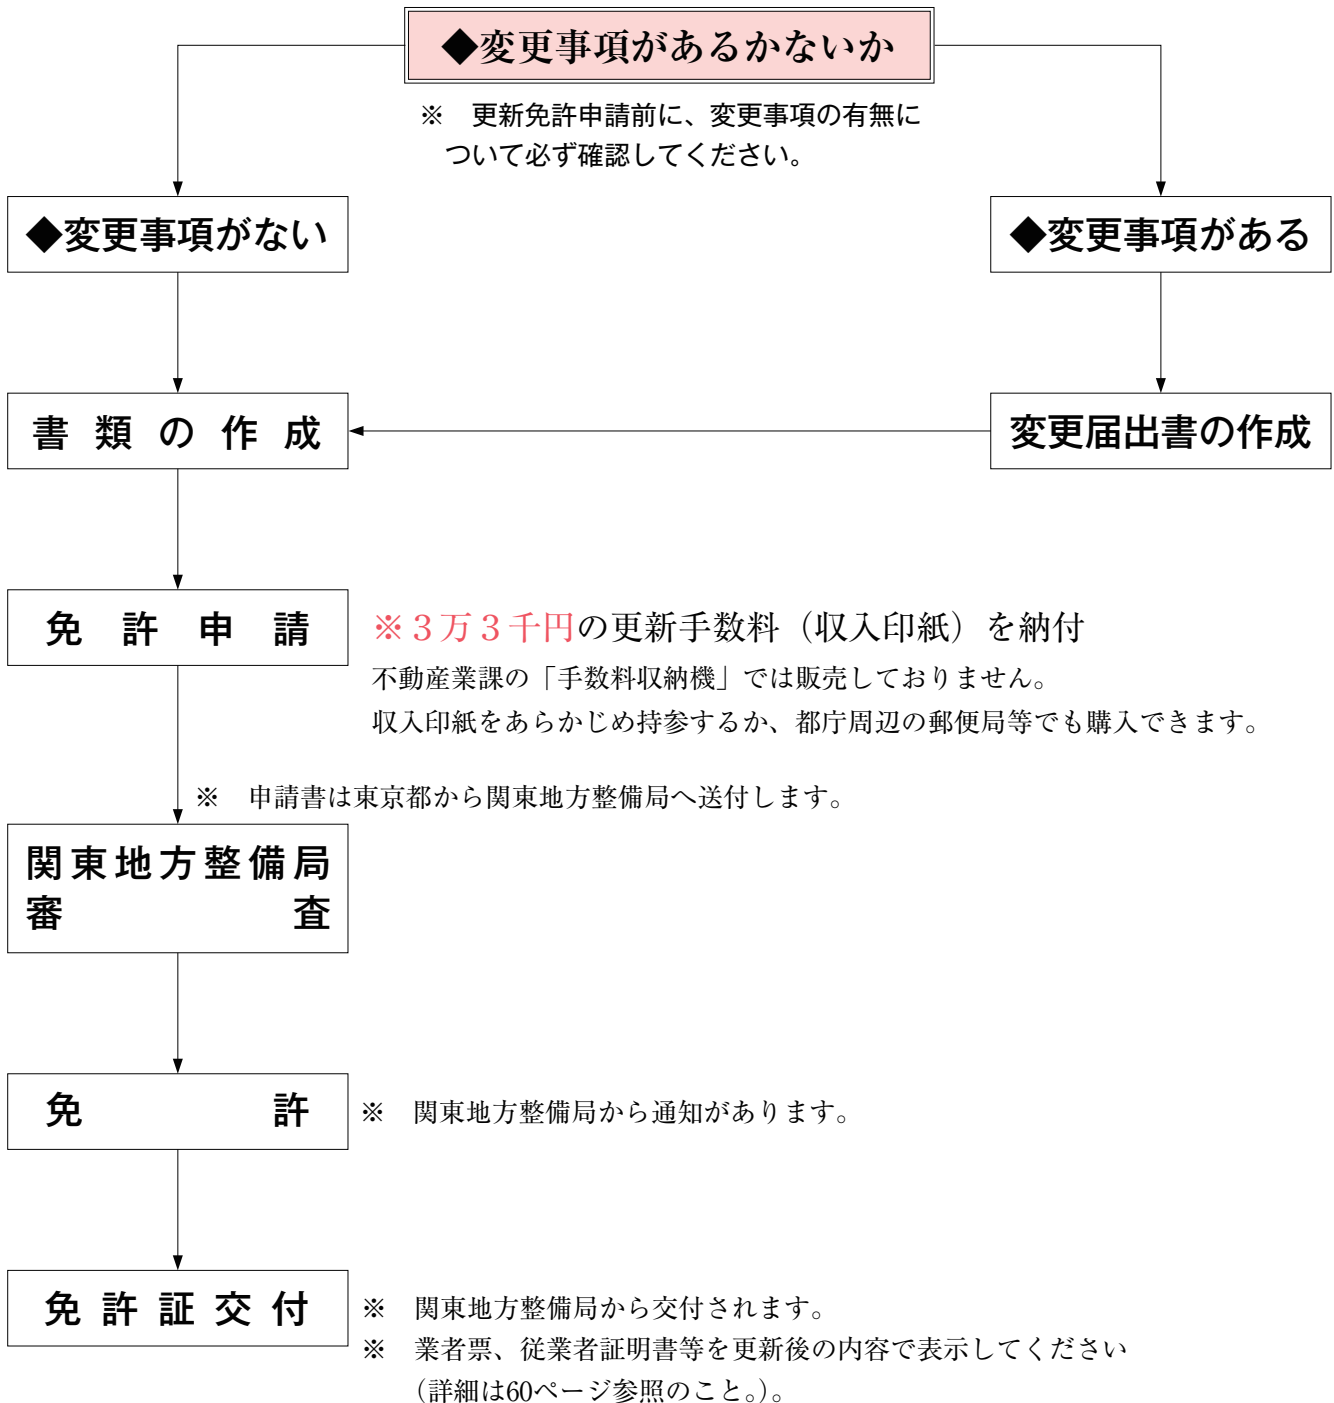 ◆変更事項があるかないか
※　更新免許申請前に、変更事項の有無に
ついて必ず確認してください。
◆変更事項がない
◆変更事項がある
書類の作成
変更届出書の作成
免許申請
※３万３千円の更新手数料（収入印紙）を納付
不動産業課の「手数料収納機」では販売しておりません。
収入印紙をあらかじめ持参するか、都庁周辺の郵便局等でも購入できます。
※　申請書は東京都から関東地方整備局へ送付します。
関東地方整備局
審査
免許
※　関東地方整備局から通知があります。
免許証交付
※　関東地方整備局から交付されます。
※　業者票、従業者証明書等を更新後の内容で表示してください
（詳細は60ページ参照のこと。）。